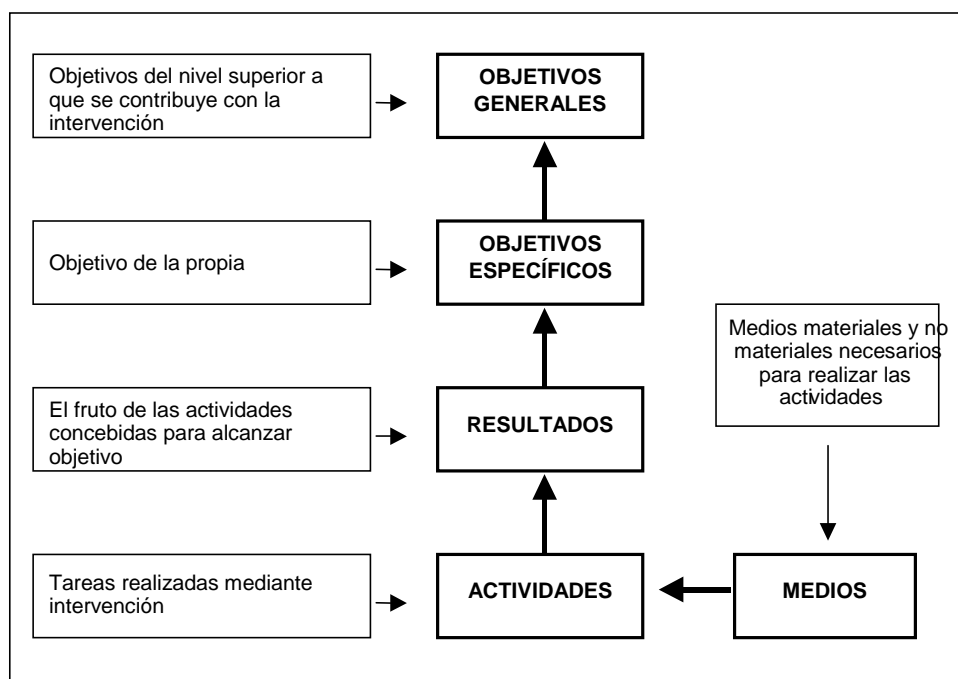 Objetivos del nivel superior a
que se contribuye con la
intervención
OBJETIVOS
GENERALES
Objetivo de la propia
OBJETIVOS
ESPECÍFICOS
Medios materiales y no
materiales necesarios
para realizar las
actividades
El fruto de las actividades
concebidas para alcanzar
objetivo
RESULTADOS
Tareas realizadas mediante
intervención
ACTIVIDADES
MEDIOS